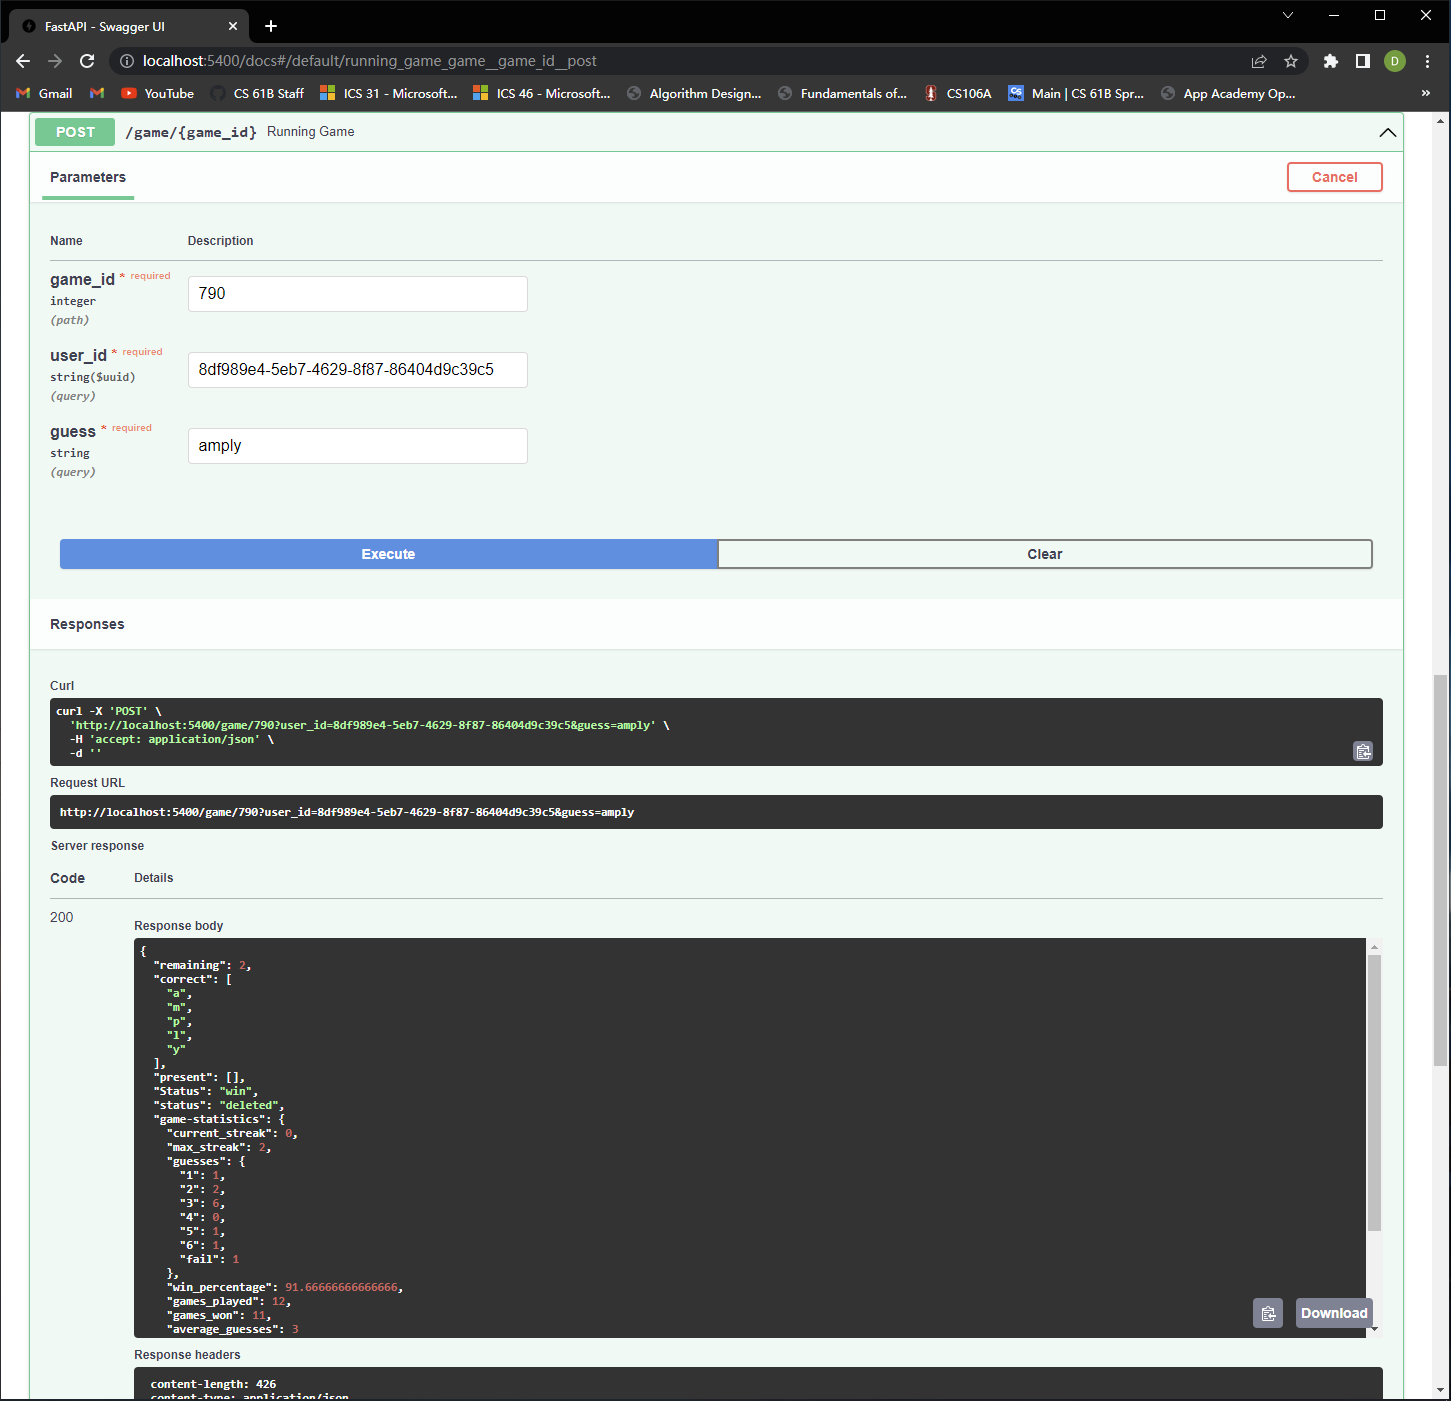 FastAPI - Swagger UI
localhost:5400/docs#/default/running_game_game__game_id__post
D
Gmail
YouTube
CS 61B Staff
ICS 31 - Microsoft...
ICS 46 - Microsoft...
Algorithm Design...
Fundamentals of...
CS106A
Main | CS 61B Spr...
App Academy Op...
»
POST /game/{game_id} Running Game
Parameters
Cancel
Name Description
game_id * required
integer
(path)
790
user_id * required
string($uuid)
(query)
8df989e4-5eb7-4629-8f87-86404d9c39c5
guess * required
string
(query)
amply
Execute
Clear
Responses
Curl
curl -X 'POST' \
'http://localhost:5400/game/790?user_id=8df989e4-5eb7-4629-8f87-86404d9c39c5&guess=amply' \
-H 'accept: application/json' \
-d ''
Request URL
http://localhost:5400/game/790?user_id=8df989e4-5eb7-4629-8f87-86404d9c39c5&guess=amply
Server response
Code Details
200
Response body
{
"remaining": 2,
"correct": [
"a",
"m",
"p",
"l",
"y"
],
"present": [],
"Status": "win",
"status": "deleted",
"game-statistics": {
"current_streak": 0,
"max_streak": 2,
"guesses": {
"1": 1,
"2": 2,
"3": 6,
"4": 0,
"5": 1,
"6": 1,
"fail": 1
},
"win_percentage": 91.66666666666666,
"games_played": 12,
"games_won": 11,
"average_guesses": 3
Download
Response headers
content-length: 426
content-type: application/json